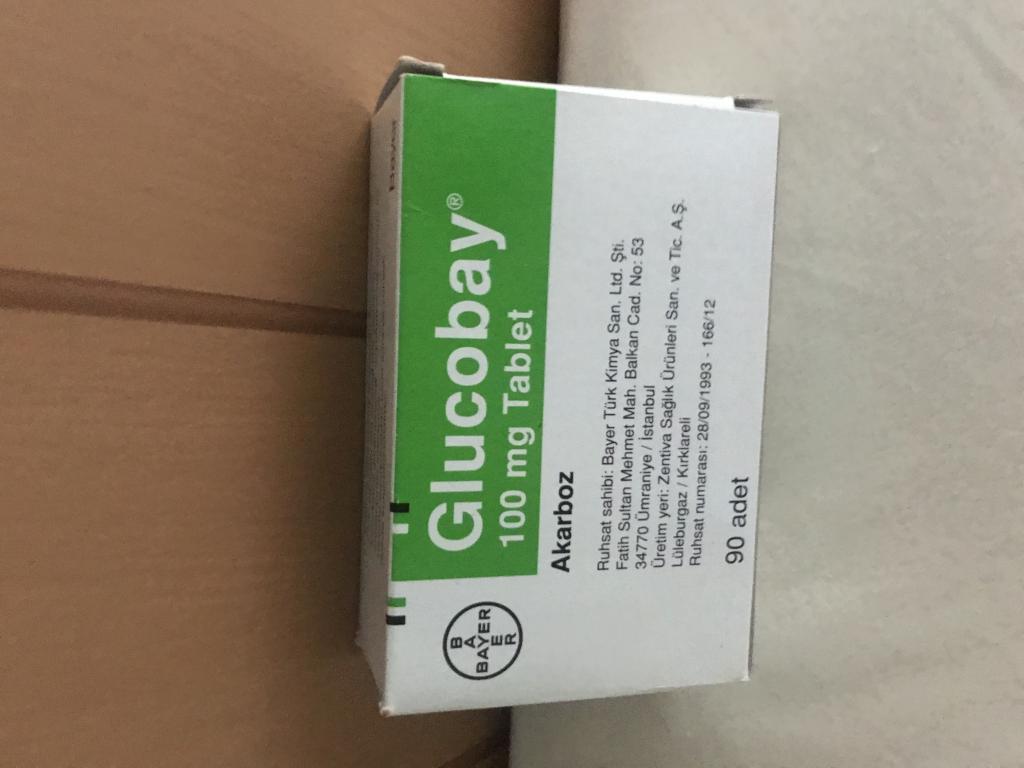 BAYER
BAYER
Glucobay®
100 mg Tablet
Akarboz
Ruhsat sahibi: Bayer Türk Kimya San. Ltd. Şti.
Fatih Sultan Mehmet Mah. Balkan Cad. No: 53
34770 Ümraniye / İstanbul
Üretim yeri: Zentiva Sağlık Ürünleri San. ve Tic. A.Ş.
Lüleburgaz / Kırklareli
Ruhsat numarası: 28/09/1993 - 166/12
90 adet